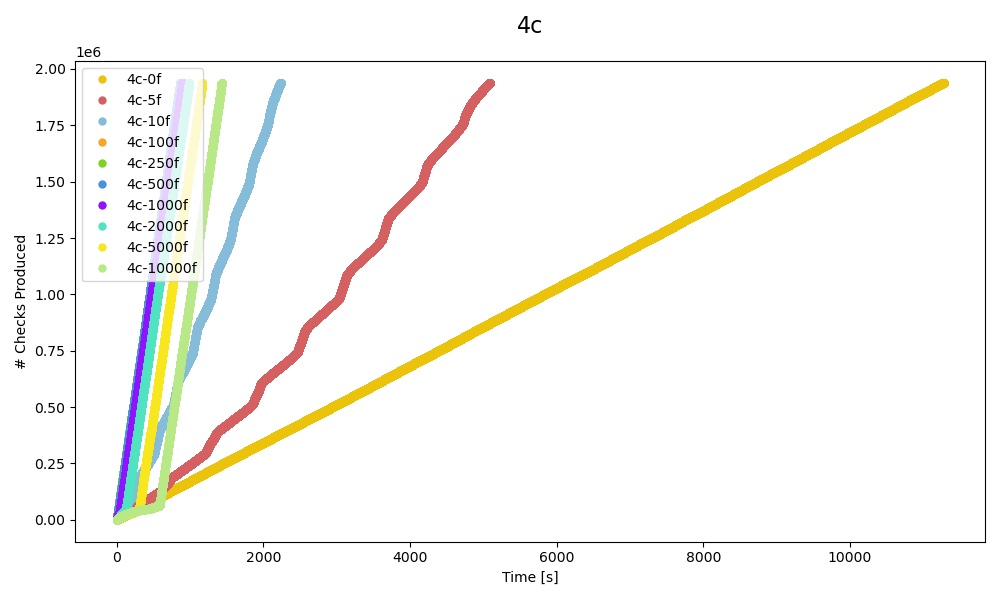 4c
1e6
2.00
1.75
1.50
1.25
1.00
0.75
0.50
0.25
0.00
# Checks Produced
4c-0f
4c-5f
4c-10f
4c-100f
4c-250f
4c-500f
4c-1000f
4c-2000f
4c-5000f
4c-10000f
0 2000 4000 6000 8000 10000
Time [s]